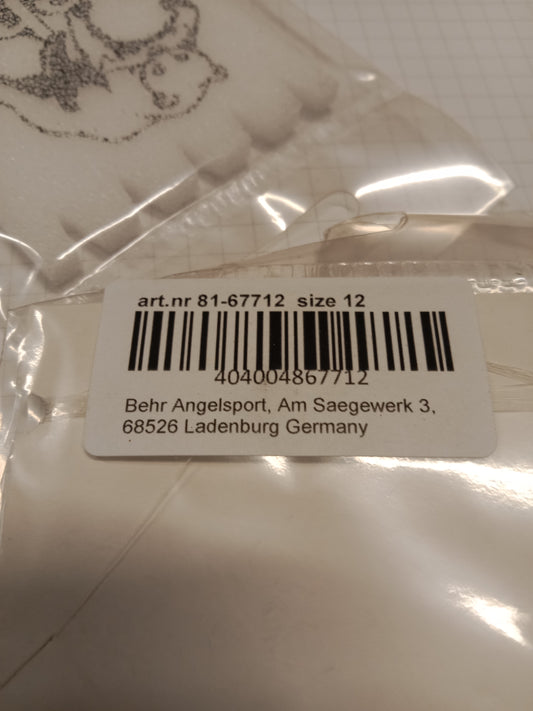 art.nr 81-67712 size 12
404004867712
Behr Angelsport, Am Saegewerk 3,
68526 Ladenburg Germany